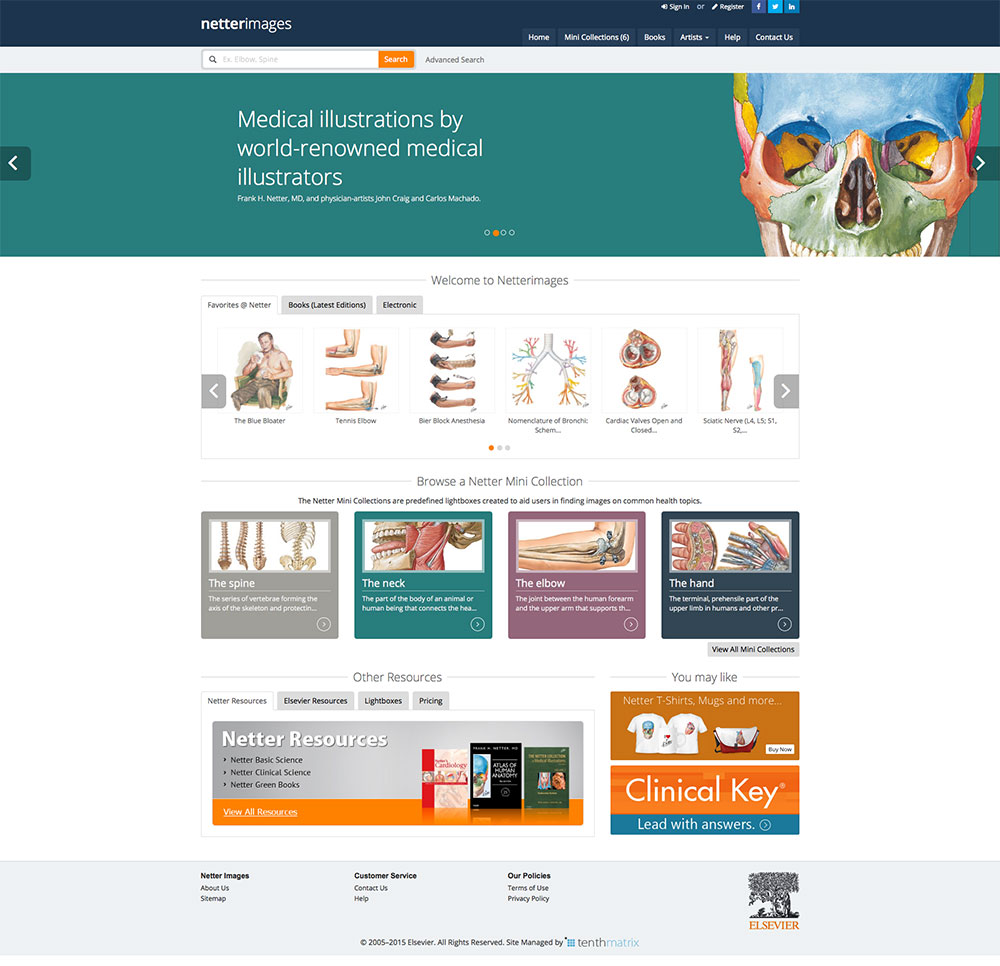 Sign in or Register
netterimages
Home Mini Collections (6) Books Artists Help Contact Us
Ex. Elbow, Spine Search Advanced Search
Medical illustrations by
world-renowned medical
illustrators
Frank H. Netter, MD, and physician-artists John Craig and Carlos Machado.
Welcome to Netterimages
Favorites @ Netter Books (Latest Editions) Electronic
The Blue Bloater
Tennis Elbow
Bier Block Anesthesia
Nomenclature of Bronchi:
Schem...
Cardiac Valves Open and
Closed...
Sciatic Nerve (L4, L5; S1,
S2,...
Browse a Netter Mini Collection
The Netter Mini Collections are predefined lightboxes created to aid users in finding images on common health topics.
The spine
The series of vertebrae forming the
axis of the skeleton and protectin...
The neck
The part of the body of an animal or
human being that connects the hea...
The elbow
The joint between the human forearm
and the upper arm that supports th...
The hand
The terminal, prehensile part of the
upper limb in humans and other pr...
View All Mini Collections
Other Resources
Netter Resources Elsevier Resources Lightboxes Pricing
Netter Resources
Netter Basic Science
Netter Clinical Science
Netter Green Books
View All Resources
Cardiology
FRANK H. NETTER, MD
ATLAS OF
HUMAN
ANATOMY
THE NETTER COLLECTION
You may like
Netter T-Shirts, Mugs and more...
Buy Now
Clinical Key®
Lead with answers.
Netter Images
About Us
Sitemap
Customer Service
Contact Us
Help
Our Policies
Terms of Use
Privacy Policy
ELSEVIER
© 2005–2015 Elsevier. All Rights Reserved. Site Managed by tenthmatrix